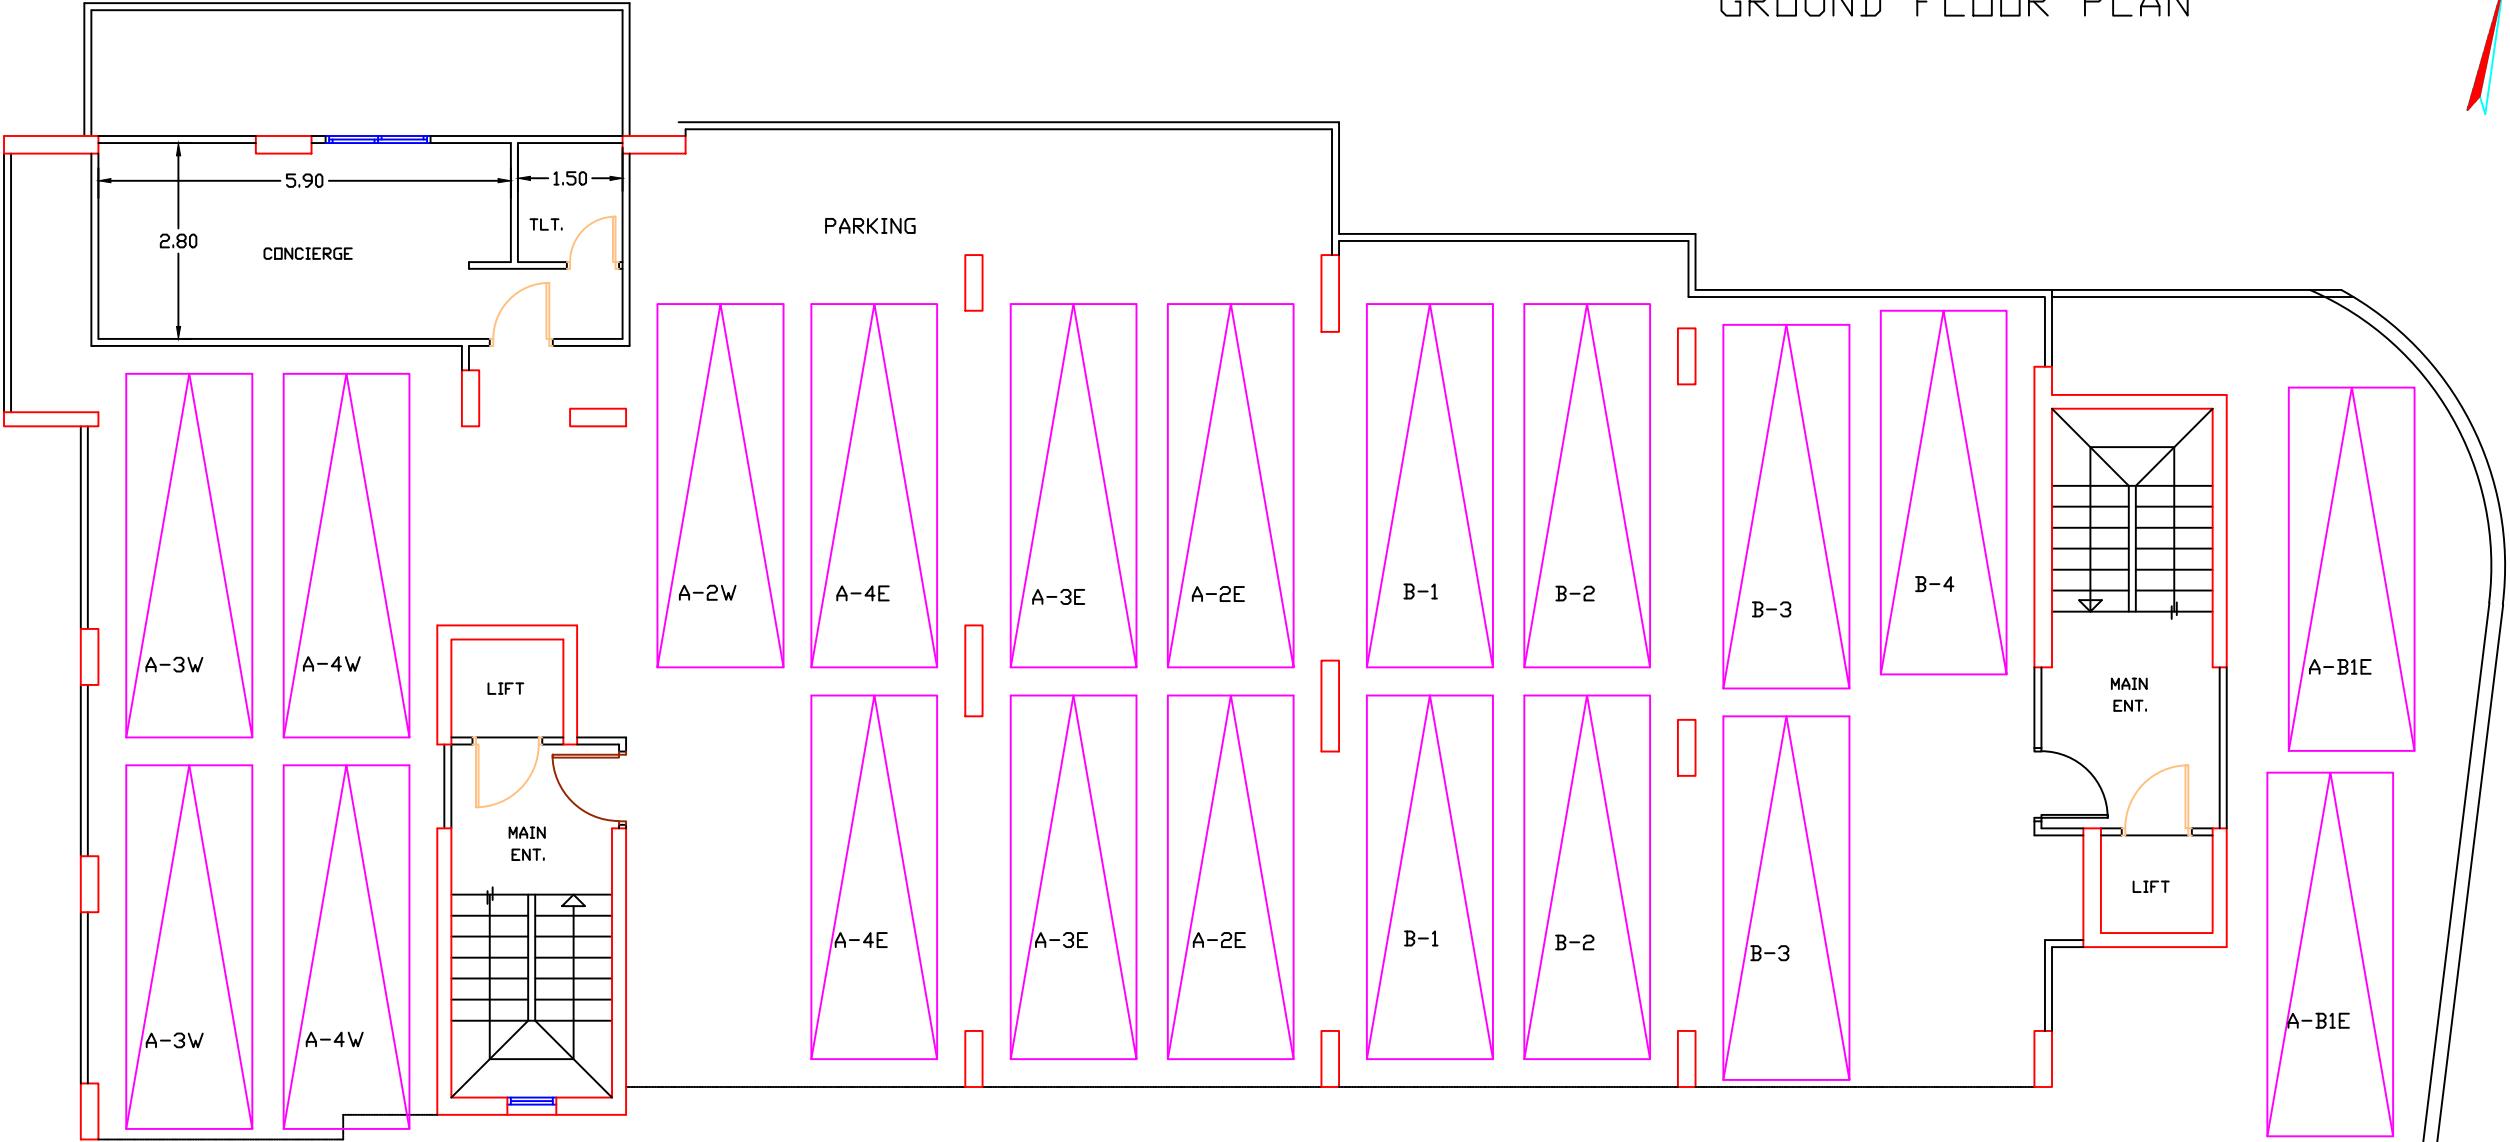 GROUND FLOOR PLAN
5.90
1.50
2.80
TLT.
CONCIERGE
PARKING
A-2W
A-4E
A-3E
A-2E
B-1
B-2
B-3
B-4
A-3W
A-4W
A-B1E
LIFT
MAIN
ENT.
MAIN
ENT.
LIFT
A-4E
A-3E
A-2E
B-1
B-2
B-3
A-3W
A-4W
A-B1E